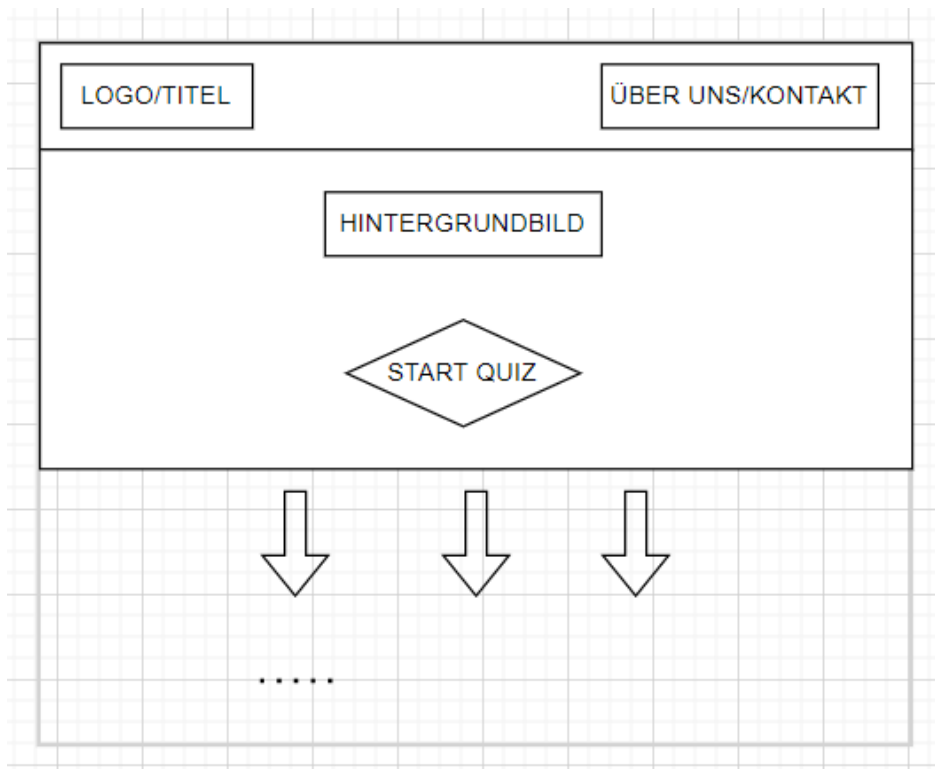 LOGO/TITEL
ÜBER UNS/KONTAKT
HINTERGRUNDBILD
START QUIZ
.....